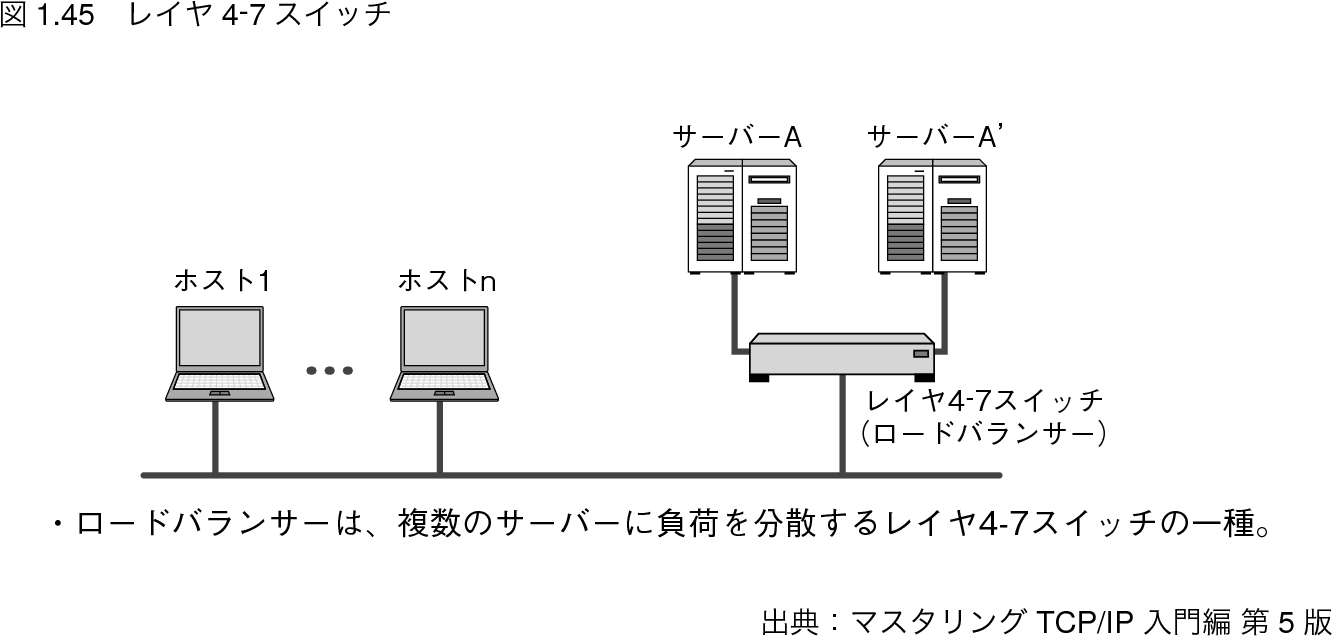 図 1.45　レイヤ 4-7 スイッチ
サーバーA
サーバーA’
ホスト1
ホストn
レイヤ4-7スイッチ
（ロードバランサー）
・ロードバランサーは、複数のサーバーに負荷を分散するレイヤ4-7スイッチの一種。
出典：マスタリング TCP/IP 入門編 第 5 版